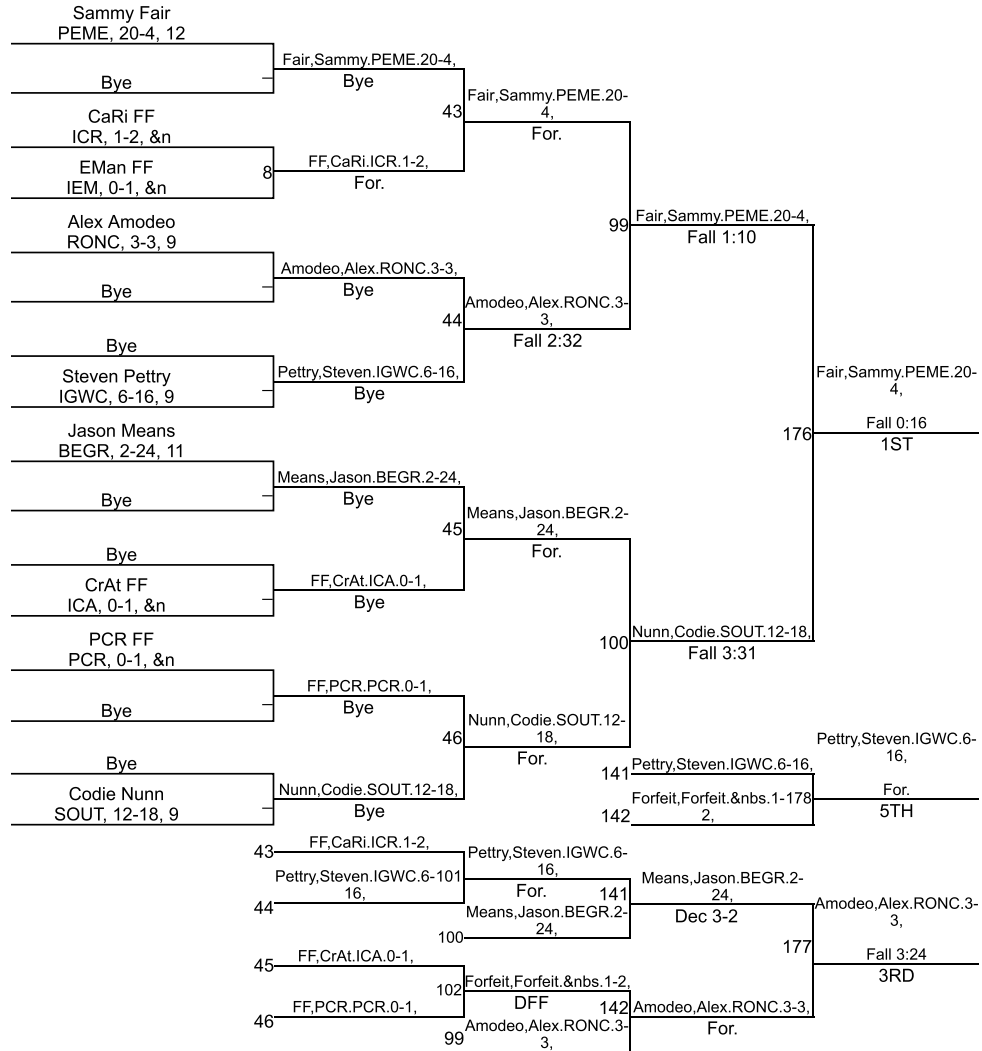 Sammy Fair
PEME, 20-4, 12
Bye
CaRi FF
ICR, 1-2, &n
EMan FF
IEM, 0-1, &n
Alex Amodeo
RONC, 3-3, 9
Bye
Bye
Steven Pettry
IGWC, 6-16, 9
Jason Means
BEGR, 2-24, 11
Bye
Bye
CrAt FF
ICA, 0-1, &n
PCR FF
PCR, 0-1, &n
Bye
Bye
Codie Nunn
SOUT, 12-18, 9
Fair,Sammy.PEME.20-4,
Bye
8
FF,CaRi.ICR.1-2,
For.
Amodeo,Alex.RONC.3-3,
Bye
Pettry,Steven.IGWC.6-16,
Bye
Means,Jason.BEGR.2-24,
Bye
FF,CrAt.ICA.0-1,
Bye
FF,PCR.PCR.0-1,
Bye
Nunn,Codie.SOUT.12-18,
Bye
43
Fair,Sammy.PEME.20-
4,
For.
44
Amodeo,Alex.RONC.3-
3,
Fall 2:32
45
Means,Jason.BEGR.2-
24,
For.
46
Nunn,Codie.SOUT.12-
18,
For.
99
Fair,Sammy.PEME.20-4,
Fall 1:10
100
Nunn,Codie.SOUT.12-18,
Fall 3:31
176
Fair,Sammy.PEME.20-
4,
Fall 0:16
1ST
141
Pettry,Steven.IGWC.6-16,
142
Forfeit,Forfeit.&nbs.1-178
2,
Pettry,Steven.IGWC.6-
16,
For.
5TH
43
FF,CaRi.ICR.1-2,
44
Pettry,Steven.IGWC.6-101
16,
Pettry,Steven.IGWC.6-
16,
For.
100
Means,Jason.BEGR.2-
24,
141
Means,Jason.BEGR.2-
24,
Dec 3-2
45
FF,CrAt.ICA.0-1,
46
FF,PCR.PCR.0-1,
102
Forfeit,Forfeit.&nbs.1-2,
DFF
99
Amodeo,Alex.RONC.3-
3,
142
Amodeo,Alex.RONC.3-3,
For.
177
Amodeo,Alex.RONC.3-
3,
Fall 3:24
3RD